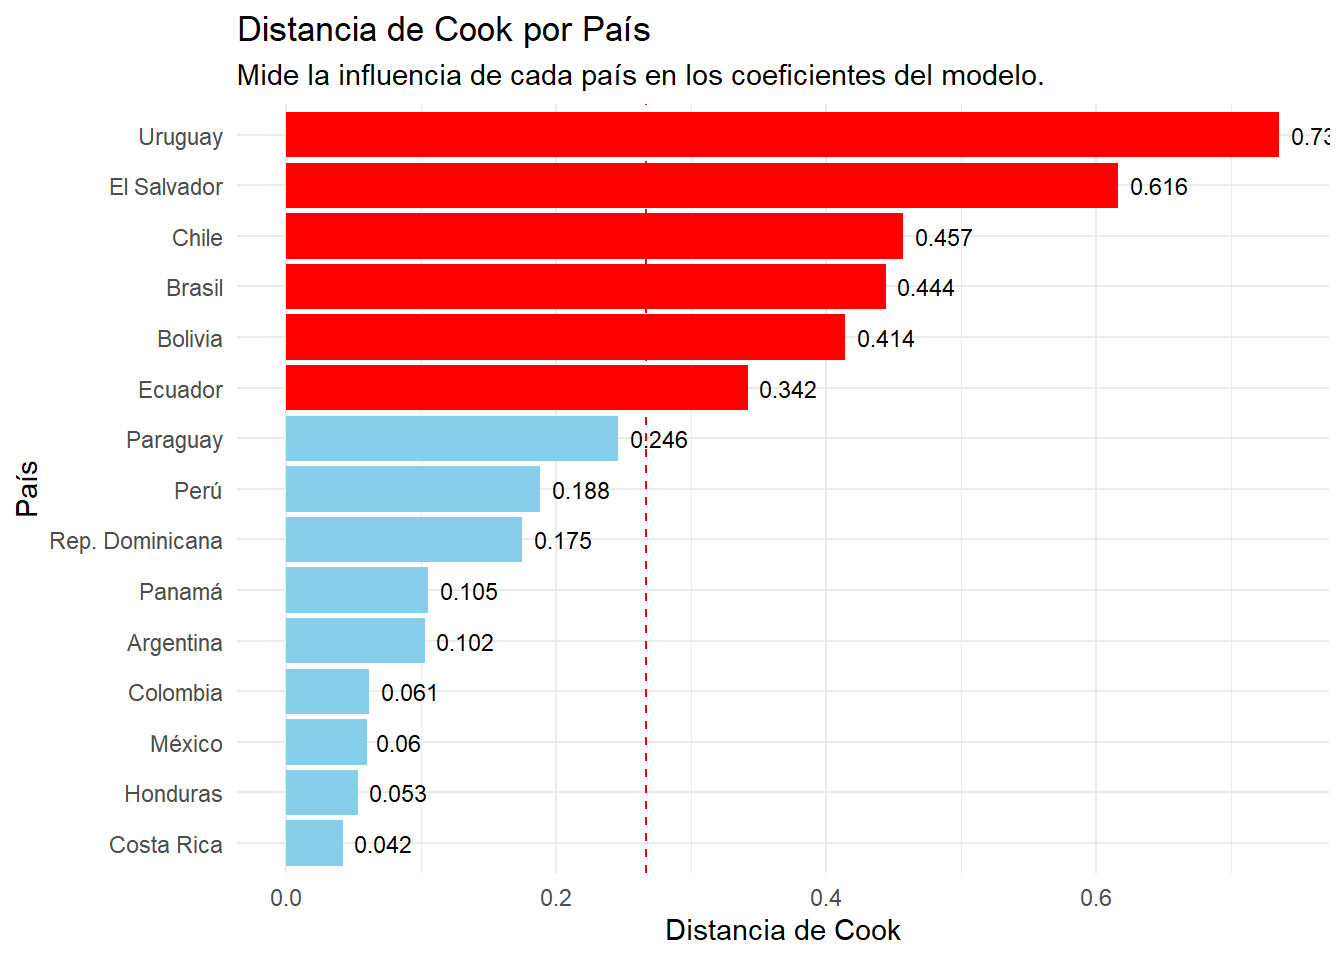 Distancia de Cook por País
Mide la influencia de cada país en los coeficientes del modelo.
País
Uruguay 0.73
El Salvador 0.616
Chile 0.457
Brasil 0.444
Bolivia 0.414
Ecuador 0.342
Paraguay 0.246
Perú 0.188
Rep. Dominicana 0.175
Panamá 0.105
Argentina 0.102
Colombia 0.061
México 0.06
Honduras 0.053
Costa Rica 0.042
0.0 0.2 0.4 0.6
Distancia de Cook